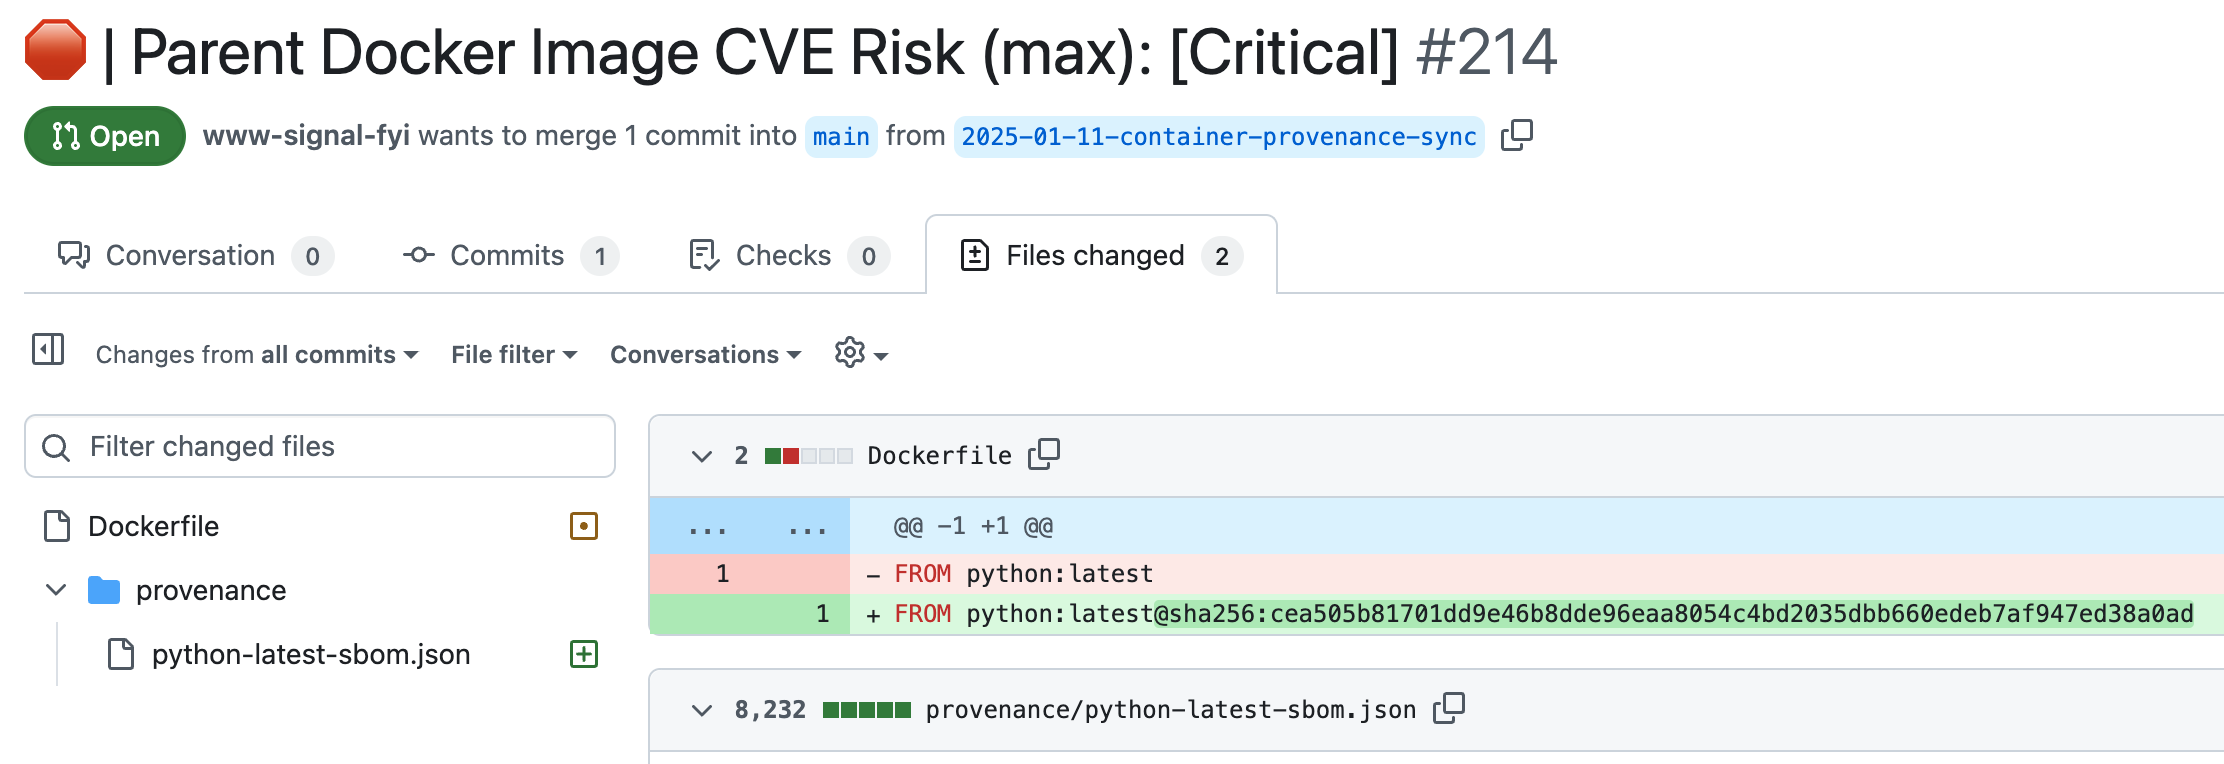 | Parent Docker Image CVE Risk (max): [Critical] #214
Open www-signal-fyi wants to merge 1 commit into main from 2025-01-11-container-provenance-sync
Conversation 0 Commits 1 Checks 0 Files changed 2
Changes from all commits File filter Conversations
Filter changed files
Dockerfile
provenance
python-latest-sbom.json
2 Dockerfile
... ... @@ -1 +1 @@
1 - FROM python:latest
1 + FROM python:latest@sha256:cea505b81701dd9e46b8dde96eaa8054c4bd2035dbb660edeb7af947ed38a0ad
8,232 provenance/python-latest-sbom.json